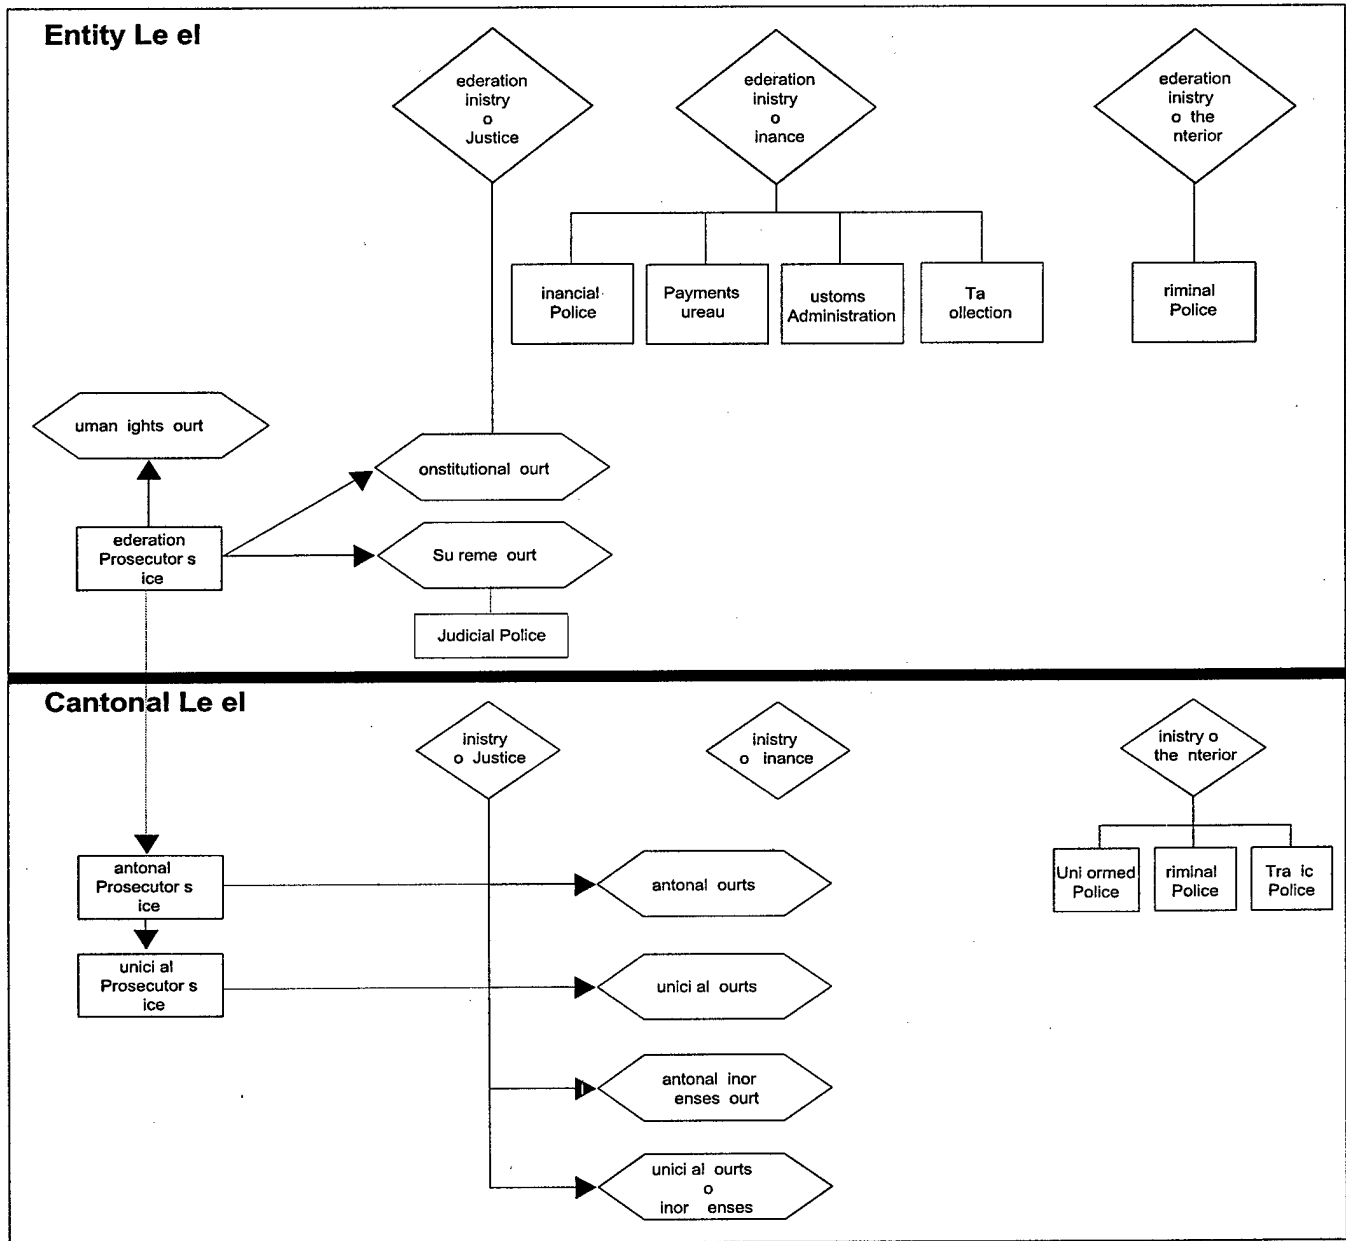 Entity Le el
ederation
inistry
o
Justice
ederation
inistry
o
inance
ederation
inistry
o the
nterior
inancial
Police
Payments
ureau
ustoms
Administration
Ta
ollection
riminal
Police
uman ights ourt
onstitutional ourt
ederation
Prosecutor s
ice
Su reme ourt
Judicial Police
Cantonal Le el
inistry
o Justice
inistry
o inance
inistry o
the nterior
Uni ormed
Police
riminal
Police
Tra ic
Police
antonal
Prosecutor s
ice
antonal ourts
unici al
Prosecutor s
ice
unici al ourts
antonal inor
enses ourt
unici al ourts
o
inor enses